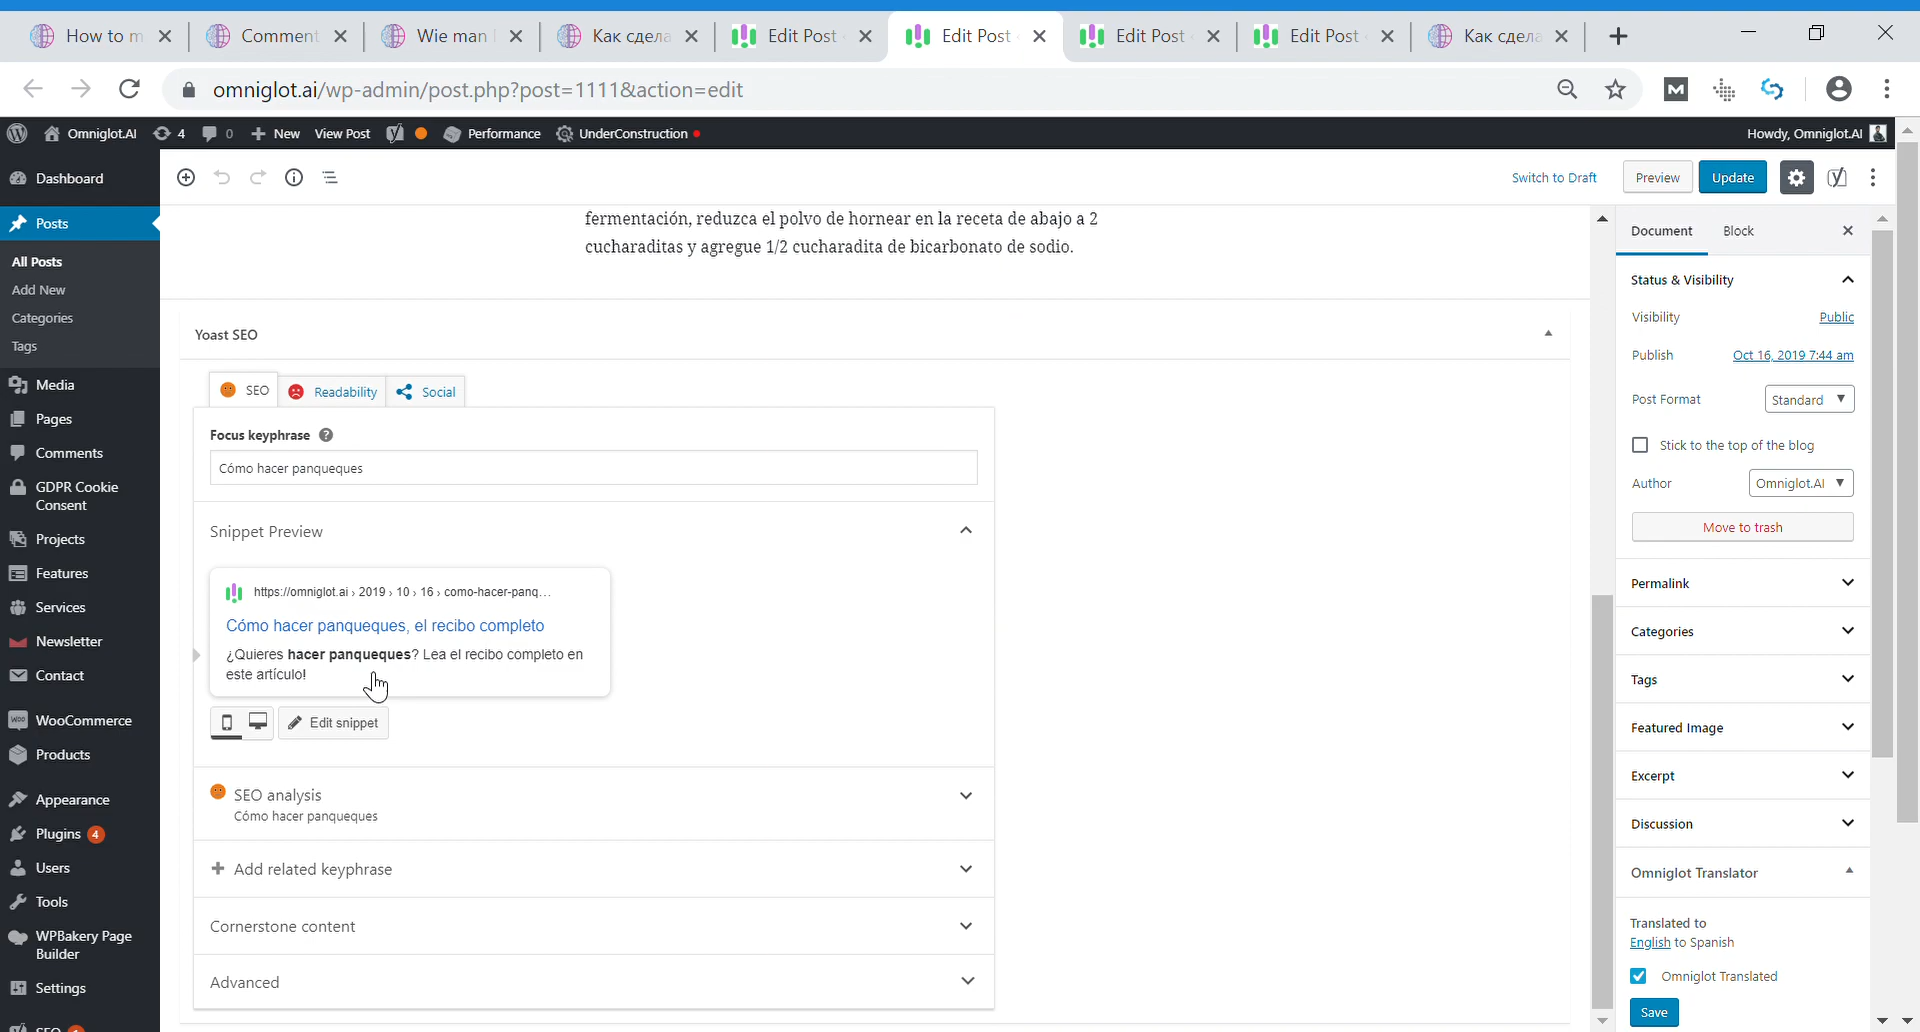 How to m
Comment
Wie man
Как сдела
Edit Post
Edit Post
Edit Post
Edit Post
Как сдела
omniglot.ai/wp-admin/post.php?post=1111&action=edit
Omniglot.AI 4 0 New View Post Performance UnderConstruction Howdy, Omniglot.AI
Switch to Draft Preview Update
Dashboard
Posts
All Posts
Add New
Categories
Tags
Media
Pages
Comments
GDPR Cookie
Consent
Projects
Features
Services
Newsletter
Contact
WooCommerce
Products
Appearance
Plugins 4
Users
Tools
WPBakery Page
Builder
Settings
SEO
fermentación, reduzca el polvo de hornear en la receta de abajo a 2
cucharaditas y agregue 1/2 cucharadita de bicarbonato de sodio.
Yoast SEO
SEO Readability Social
Focus keyphrase ?
Cómo hacer panqueques
Snippet Preview
https://omniglot.ai › 2019 › 10 › 16 › como-hacer-panq...
Cómo hacer panqueques, el recibo completo
¿Quieres hacer panqueques? Lea el recibo completo en
este artículo!
Edit snippet
SEO analysis
Cómo hacer panqueques
Add related keyphrase
Cornerstone content
Advanced
Document Block
Status & Visibility
Visibility Public
Publish Oct 16, 2019 7:44 am
Post Format Standard
Stick to the top of the blog
Author Omniglot.AI
Move to trash
Permalink
Categories
Tags
Featured Image
Excerpt
Discussion
Omniglot Translator
Translated to
English to Spanish
Omniglot Translated
Save